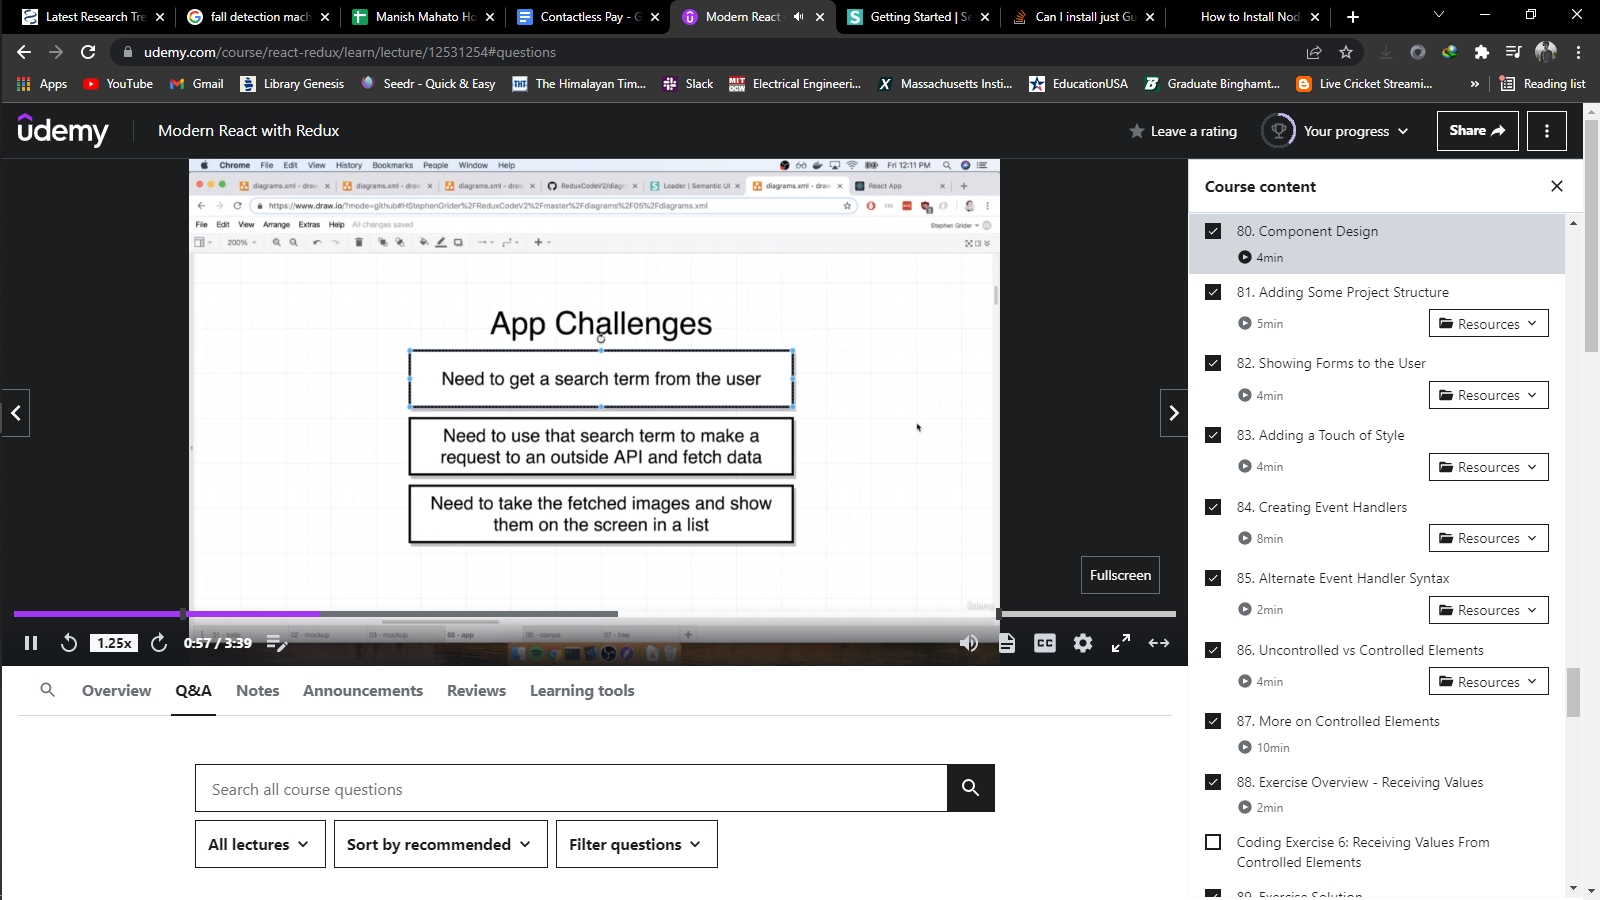 Latest Research Tre
fall detection mach
Manish Mahato Ho
Contactless Pay - G
Modern React
Getting Started | Se
Can I install just Gu
How to Install Nod
udemy.com/course/react-redux/learn/lecture/12531254#questions
Apps
YouTube
Gmail
Library Genesis
Seedr - Quick & Easy
THT
The Himalayan Tim...
Slack
MIT OCW
Electrical Engineeri...
X
Massachusetts Insti...
EducationUSA
B
Graduate Binghamt...
Live Cricket Streami...
»
Reading list
udemy
Modern React with Redux
Leave a rating
Your progress
Share
Chrome File Edit View History Bookmarks People Window Help
Fri 12:11 PM
diagrams.xml - draw
diagrams.xml - draw
diagrams.xml - draw
ReduxCodeV2/diagr
Loader | Semantic UI
diagrams.xml - draw
React App
https://www.draw.io/?mode=github#HStephenGrider%2FReduxCodeV2%2Fmaster%2Fdiagrams%2F05%2Fdiagrams.xml
File Edit View Arrange Extras Help All changes saved
Stephen Grider
200%
App Challenges
Need to get a search term from the user
Need to use that search term to make a
request to an outside API and fetch data
Need to take the fetched images and show
them on the screen in a list
Fullscreen
Udemy
02 - mockup
03 - mockup
05 - app
07 - tree
1.25x
0:57 / 3:39
CC
Overview
Q&A
Notes
Announcements
Reviews
Learning tools
Search all course questions
All lectures
Sort by recommended
Filter questions
Course content
80. Component Design
4min
81. Adding Some Project Structure
5min
Resources
82. Showing Forms to the User
4min
Resources
83. Adding a Touch of Style
4min
Resources
84. Creating Event Handlers
8min
Resources
85. Alternate Event Handler Syntax
2min
Resources
86. Uncontrolled vs Controlled Elements
4min
Resources
87. More on Controlled Elements
10min
88. Exercise Overview - Receiving Values
2min
Coding Exercise 6: Receiving Values From
Controlled Elements
89. Exercise Solution